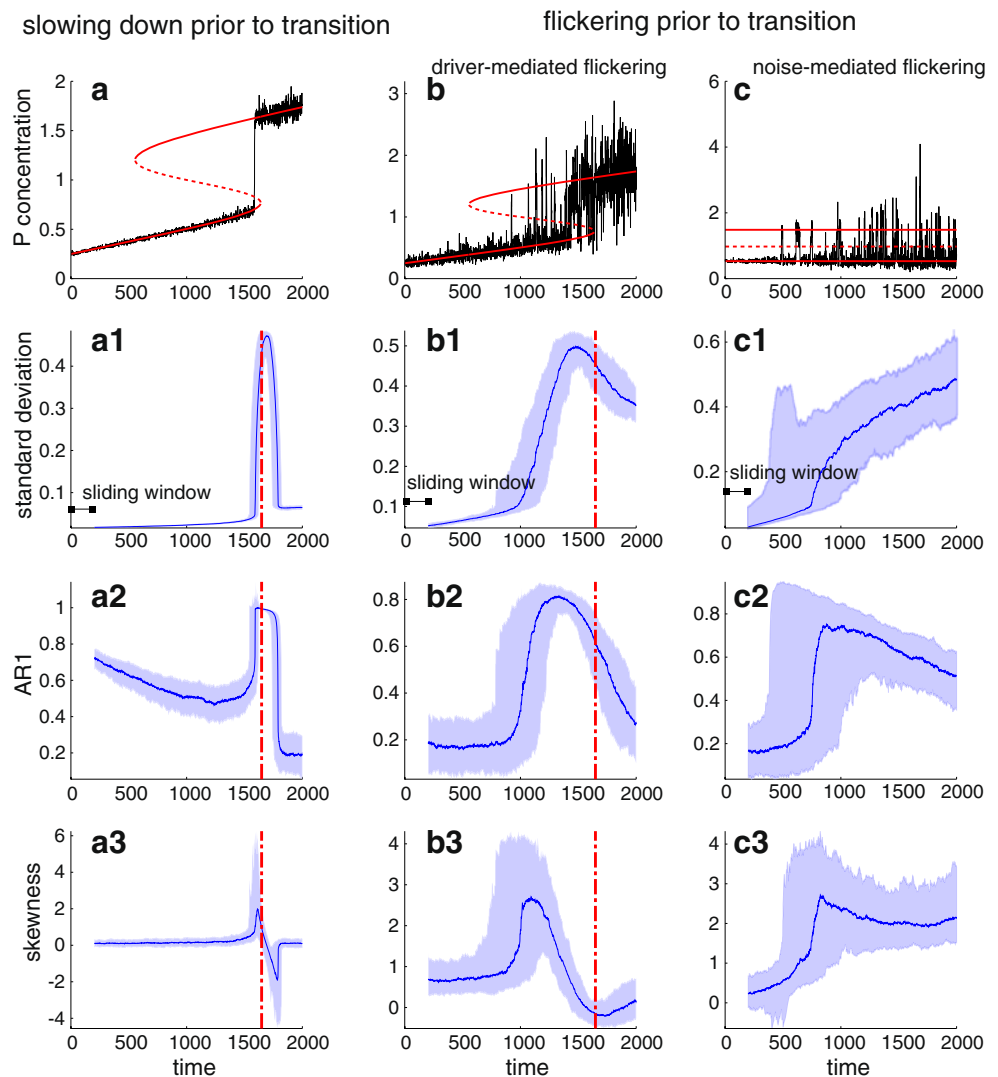 slowing down prior to transition
flickering prior to transition
driver-mediated flickering
noise-mediated flickering
a
b
c
P concentration
2
1.5
1
0.5
0
0 500 1000 1500 2000
3
2
1
0
0 500 1000 1500 2000
6
4
2
0
0 500 1000 1500 2000
a1
b1
c1
standard deviation
0.4
0.3
0.2
0.1
sliding window
0 500 1000 1500 2000
0.5
0.4
0.3
0.2
0.1
sliding window
0 500 1000 1500 2000
0.6
0.4
0.2
sliding window
0 500 1000 1500 2000
a2
b2
c2
AR1
1
0.8
0.6
0.4
0.2
0 500 1000 1500 2000
0.8
0.6
0.4
0.2
0 500 1000 1500 2000
0.8
0.6
0.4
0.2
0 500 1000 1500 2000
a3
b3
c3
skewness
6
4
2
0
-2
-4
0 500 1000 1500 2000
time
4
3
2
1
0
0 500 1000 1500 2000
time
4
3
2
1
0
0 500 1000 1500 2000
time